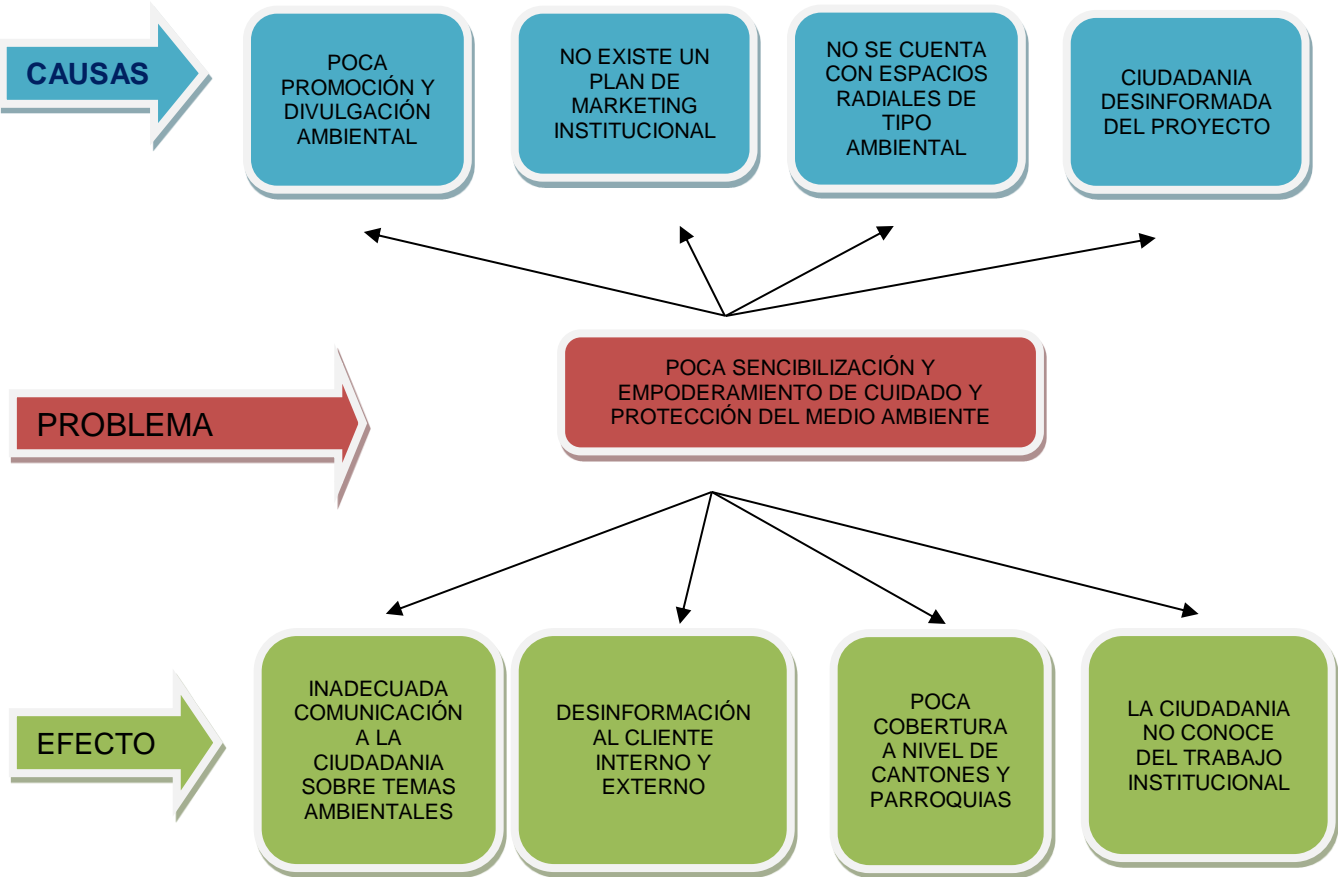 CAUSAS
POCA
PROMOCIÓN Y
DIVULGACIÓN
AMBIENTAL
NO EXISTE UN
PLAN DE
MARKETING
INSTITUCIONAL
NO SE CUENTA
CON ESPACIOS
RADIALES DE
TIPO
AMBIENTAL
CIUDADANIA
DESINFORMADA
DEL PROYECTO
PROBLEMA
POCA SENCIBILIZACIÓN Y
EMPODERAMIENTO DE CUIDADO Y
PROTECCIÓN DEL MEDIO AMBIENTE
EFECTO
INADECUADA
COMUNICACIÓN
A LA
CIUDADANIA
SOBRE TEMAS
AMBIENTALES
DESINFORMACIÓN
AL CLIENTE
INTERNO Y
EXTERNO
POCA
COBERTURA
A NIVEL DE
CANTONES Y
PARROQUIAS
LA CIUDADANIA
NO CONOCE
DEL TRABAJO
INSTITUCIONAL